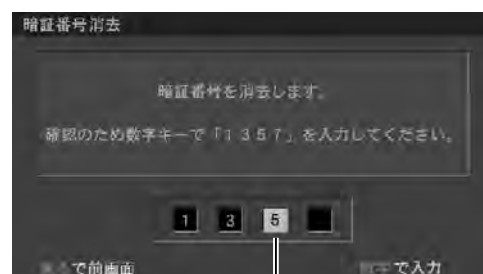 暗証番号消去
暗証番号を消去します。
確認のため数字キーで「1357」を入力してください。
1 3 5
で前画面 で入力